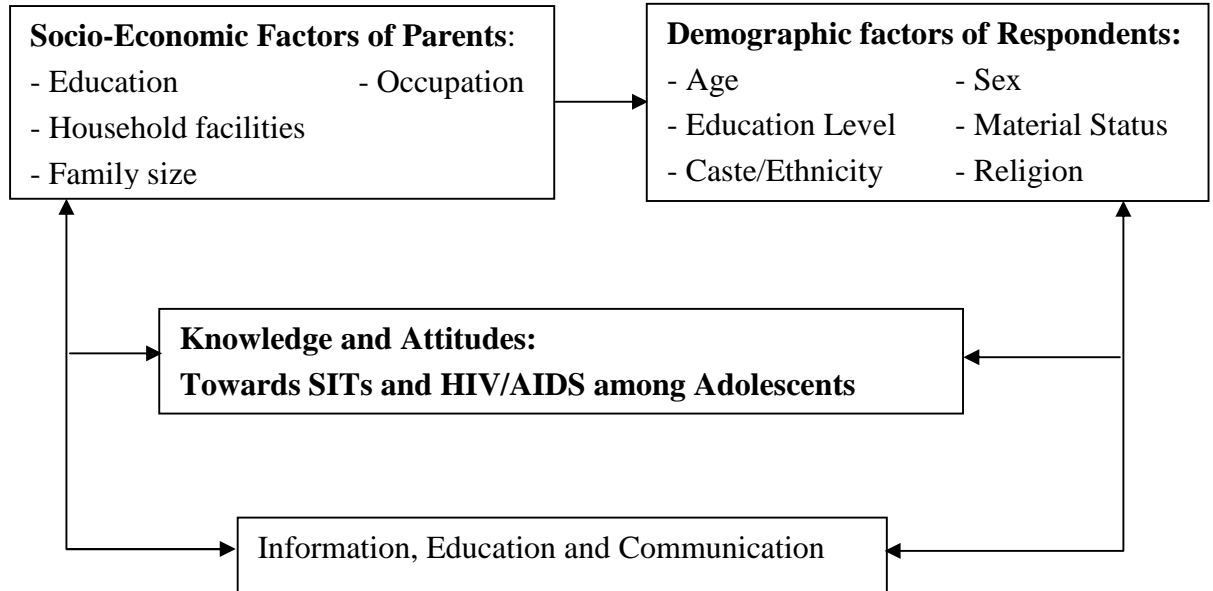 Socio-Economic Factors of Parents:
- Education - Occupation
- Household facilities
- Family size
Demographic factors of Respondents:
- Age - Sex
- Education Level - Material Status
- Caste/Ethnicity - Religion
Knowledge and Attitudes:
Towards SITs and HIV/AIDS among Adolescents
Information, Education and Communication